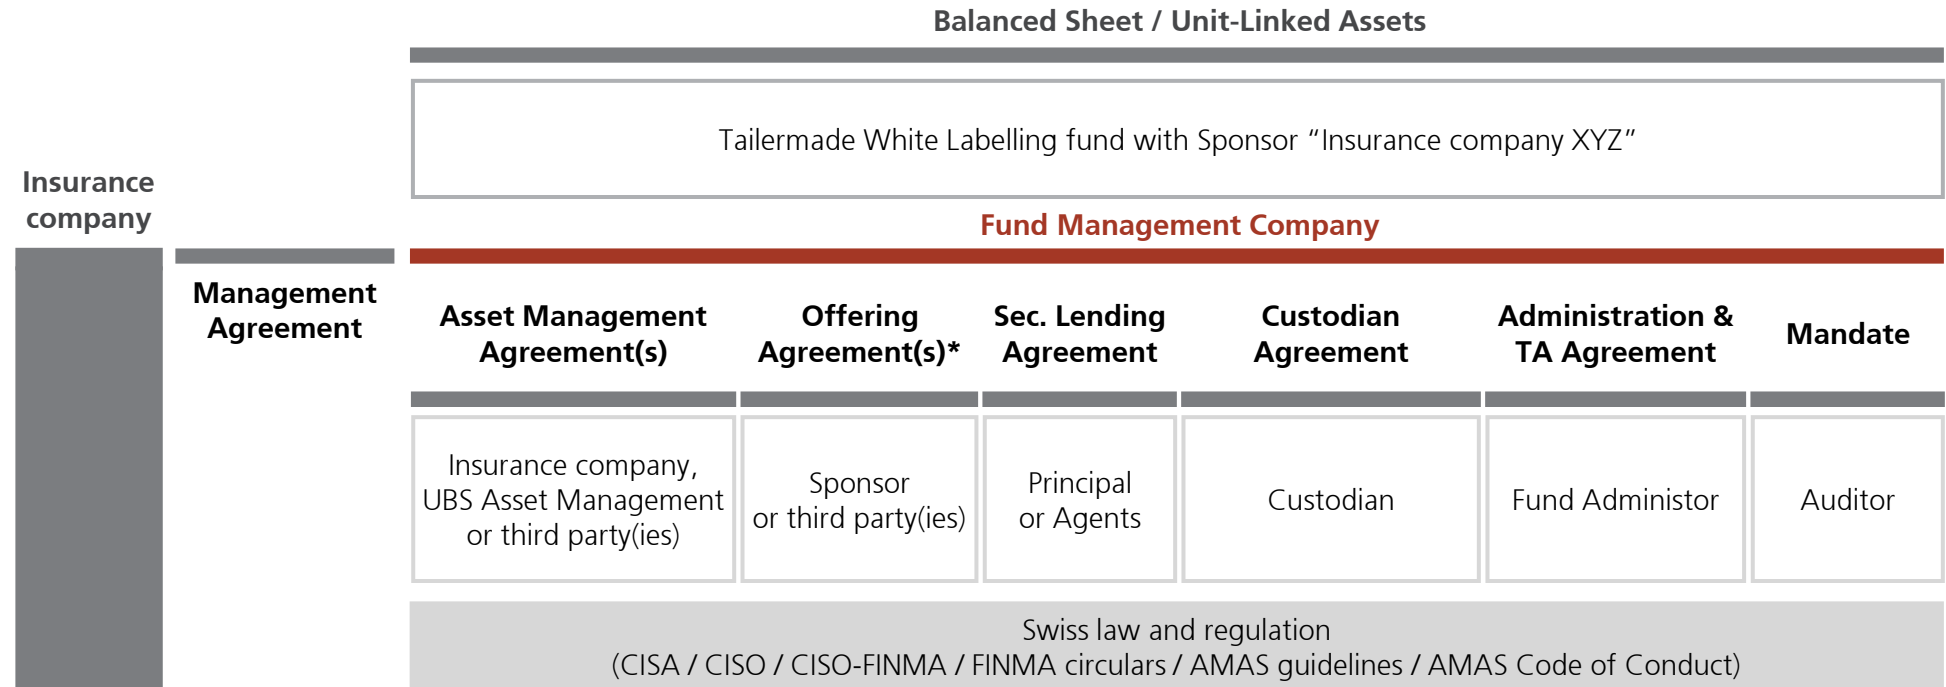 Balanced Sheet / Unit-Linked Assets
Tailermade White Labelling fund with Sponsor “Insurance company XYZ”
Insurance
company
Fund Management Company
Management
Agreement
Asset Management
Agreement(s)
Offering
Agreement(s)*
Sec. Lending
Agreement
Custodian
Agreement
Administration &
TA Agreement
Mandate
Insurance company,
UBS Asset Management
or third party(ies)
Sponsor
or third party(ies)
Principal
or Agents
Custodian
Fund Administor
Auditor
Swiss law and regulation
(CISA / CISO / CISO-FINMA / FINMA circulars / AMAS guidelines / AMAS Code of Conduct)